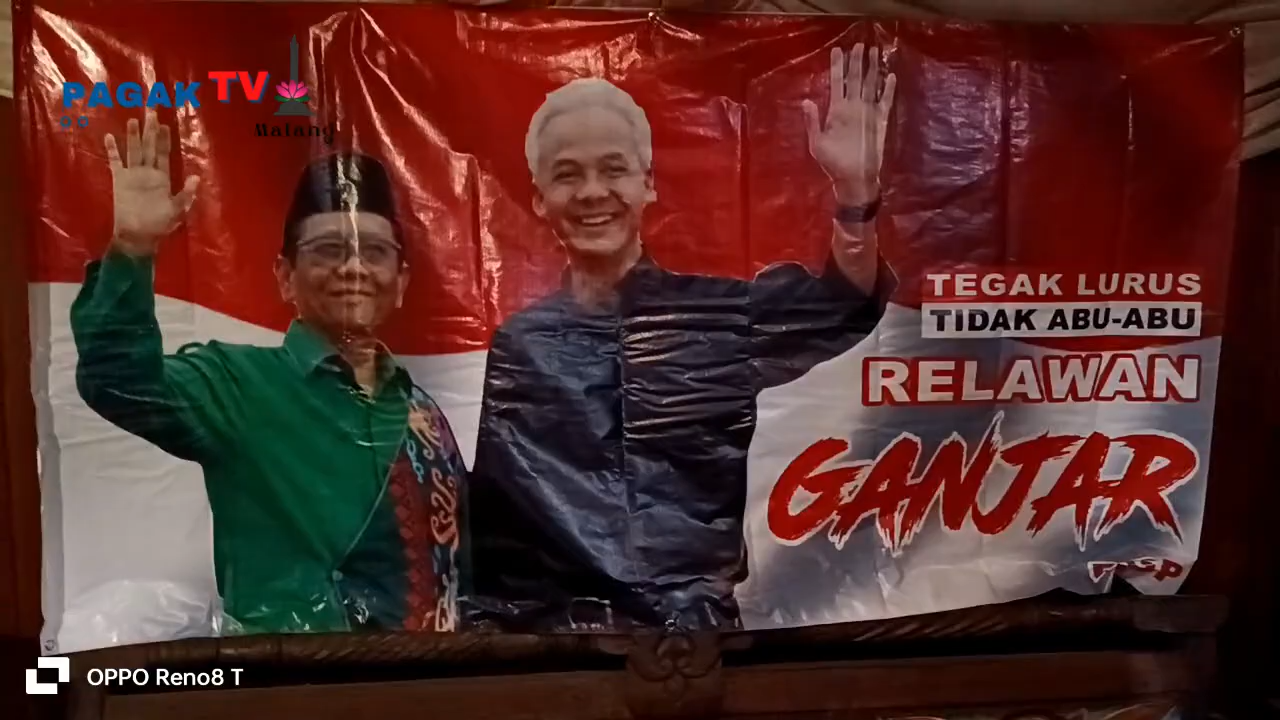 PAGAK TV
Malang
TEGAK LURUS
TIDAK ABU-ABU
RELAWAN
GANJAR
OPPO Reno8 T